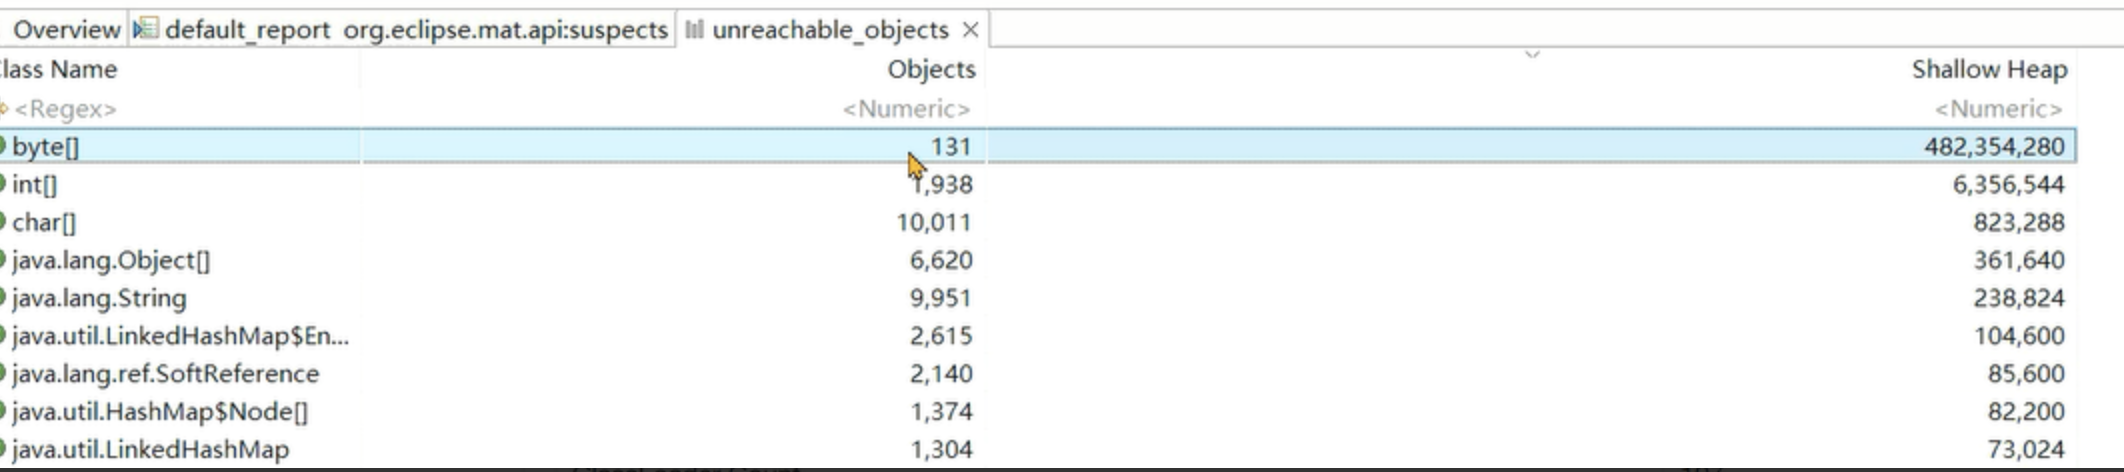 Overview default_report org.eclipse.mat.api:suspects unreachable_objects
lass Name Objects Shallow Heap
<Regex> <Numeric> <Numeric>
byte[] 131 482,354,280
int[] 1,938 6,356,544
char[] 10,011 823,288
java.lang.Object[] 6,620 361,640
java.lang.String 9,951 238,824
java.util.LinkedHashMap$En... 2,615 104,600
java.lang.ref.SoftReference 2,140 85,600
java.util.HashMap$Node[] 1,374 82,200
java.util.LinkedHashMap 1,304 73,024